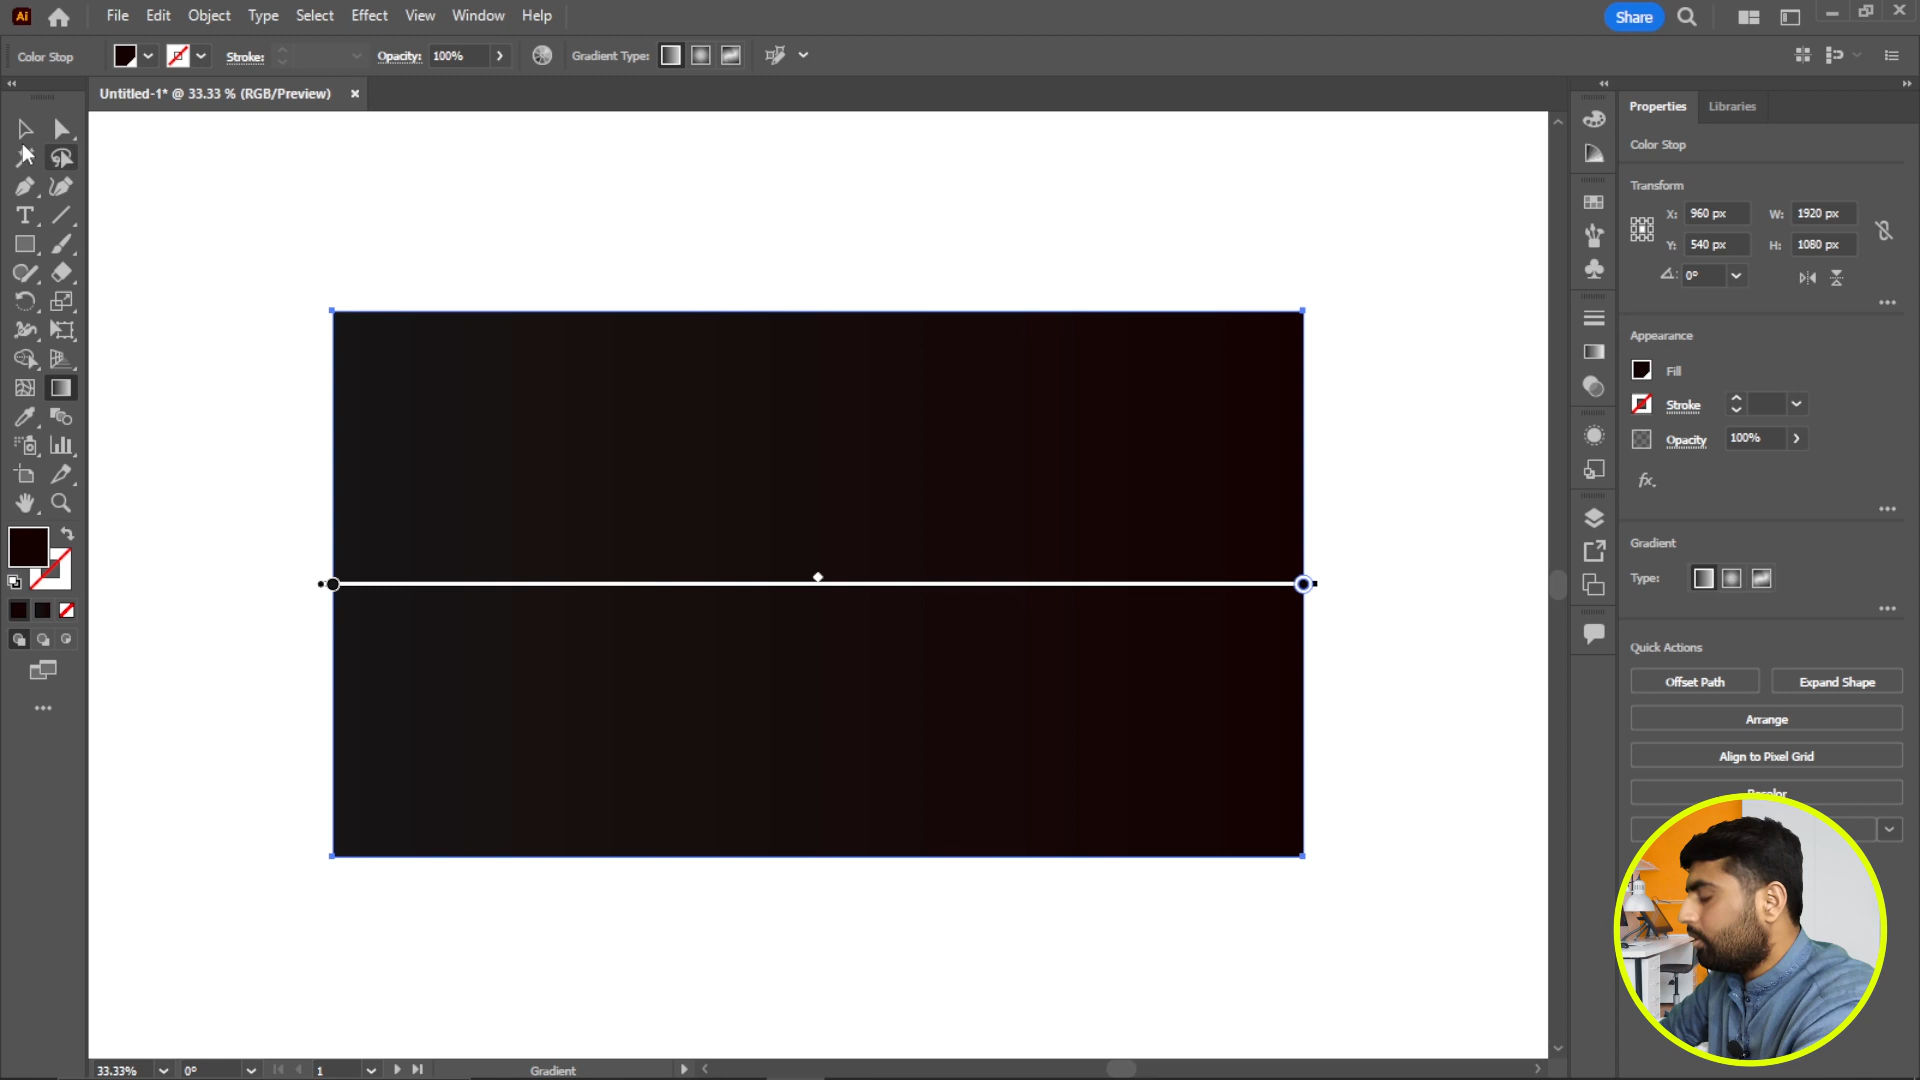 Ai File Edit Object Type Select Effect View Window Help Share
Color Stop Stroke: Opacity: 100% Gradient Type:
Untitled-1* @ 33.33 % (RGB/Preview) ×
Properties Libraries
Color Stop
Transform
X: 960 px W: 1920 px
Y: 540 px H: 1080 px
0°
Appearance
Fill
Stroke
Opacity 100%
fx.
Gradient
Type:
Quick Actions
Offset Path Expand Shape
Arrange
Align to Pixel Grid
Recolor
33.33% 0° 1 Gradient